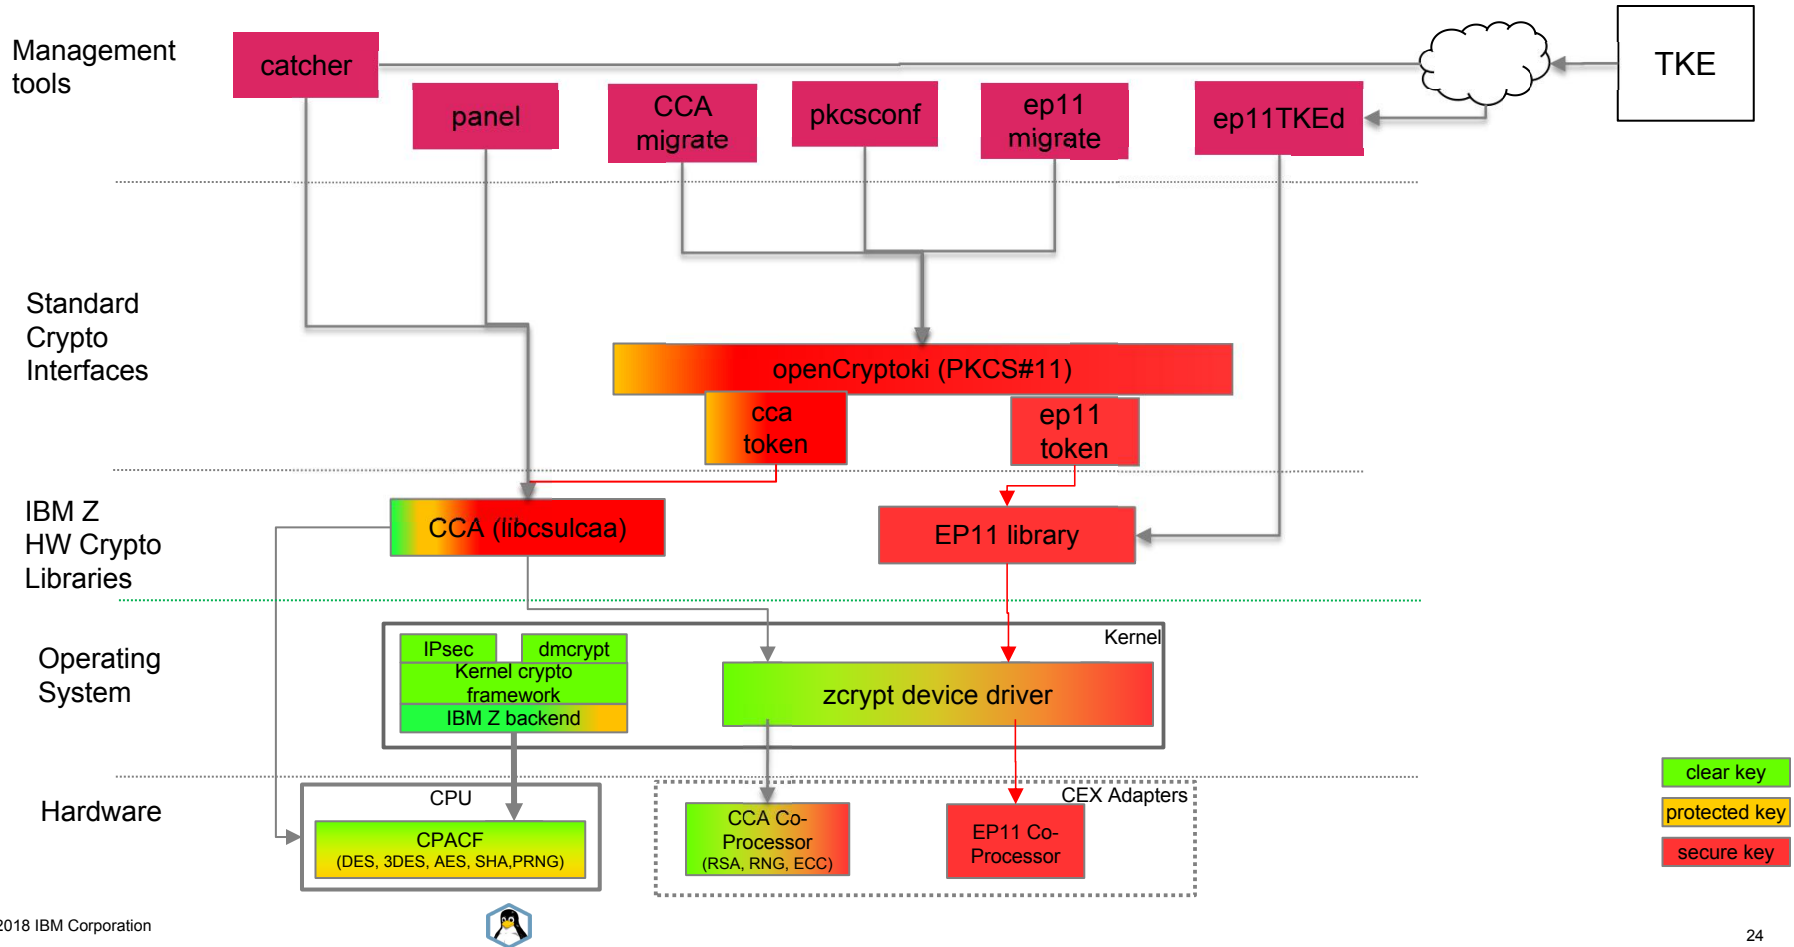 Management
tools
catcher
panel
CCA
migrate
pkcsconf
ep11
migrate
ep11TKEd
TKE
Standard
Crypto
Interfaces
openCryptoki (PKCS#11)
cca
token
ep11
token
IBM Z
HW Crypto
Libraries
CCA (libcsulcaa)
EP11 library
Operating
System
Kernel
IPsec
dmcrypt
Kernel crypto
framework
IBM Z backend
zcrypt device driver
Hardware
CPU
CPACF
(DES, 3DES, AES, SHA,PRNG)
CEX Adapters
CCA Co-
Processor
(RSA, RNG, ECC)
EP11 Co-
Processor
clear key
protected key
secure key
2018 IBM Corporation
24